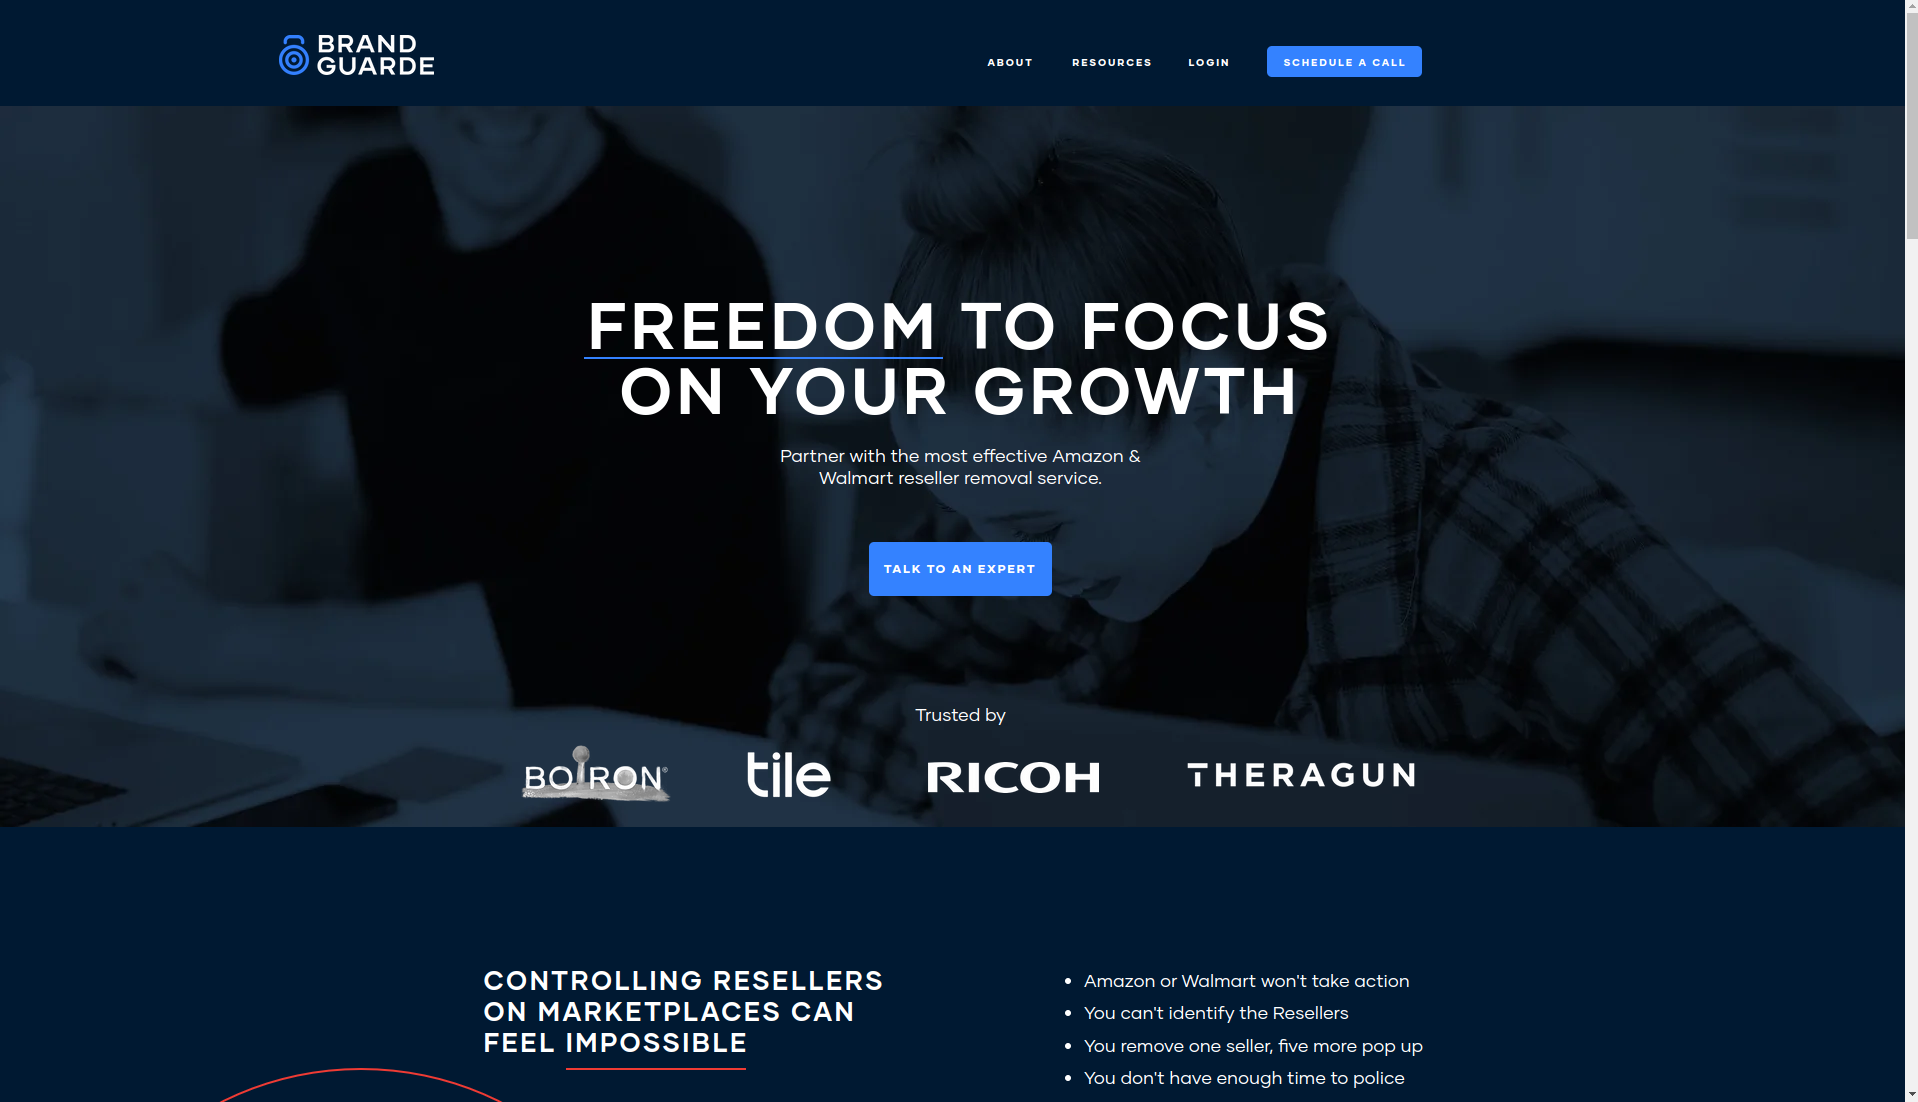 BRAND
GUARDE
ABOUT
RESOURCES
LOGIN
SCHEDULE A CALL
FREEDOM TO FOCUS
ON YOUR GROWTH
Partner with the most effective Amazon &
Walmart reseller removal service.
TALK TO AN EXPERT
Trusted by
BOIRON®
tile
RICOH
THERAGUN
CONTROLLING RESELLERS
ON MARKETPLACES CAN
FEEL IMPOSSIBLE
• Amazon or Walmart won't take action
• You can't identify the Resellers
• You remove one seller, five more pop up
• You don't have enough time to police